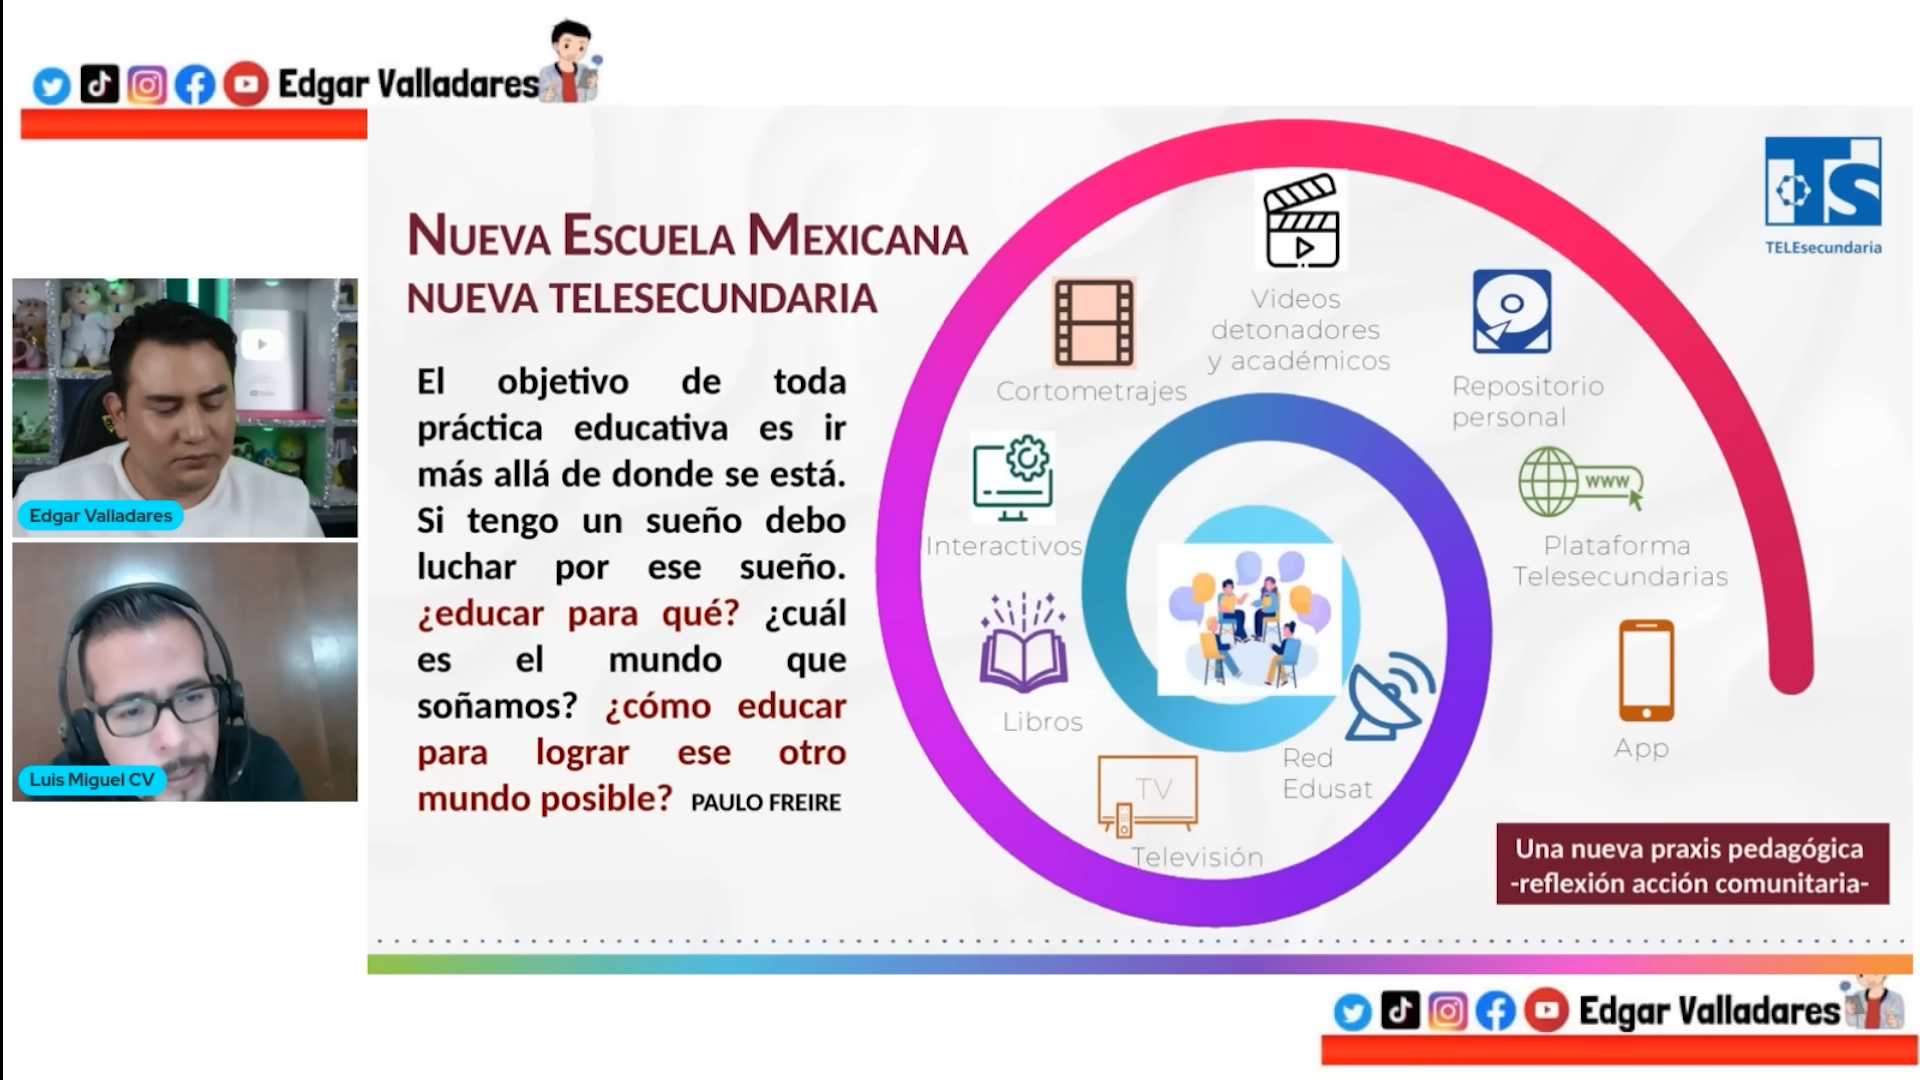 Edgar Valladares
NUEVA ESCUELA MEXICANA
NUEVA TELESECUNDARIA
El objetivo de toda
práctica educativa es ir
más allá de donde se está.
Si tengo un sueño debo
luchar por ese sueño.
¿educar para qué? ¿cuál
es el mundo que
soñamos? ¿cómo educar
para lograr ese otro
mundo posible? PAULO FREIRE
Edgar Valladares
Luis Miguel CV
Cortometrajes
Videos
detonadores
y académicos
Repositorio
personal
Interactivos
www
Plataforma
Telesecundarias
Libros
Red
Edusat
TV
Televisión
App
TS
TELEsecundaria
Una nueva praxis pedagógica
-reflexión acción comunitaria-
Edgar Valladares